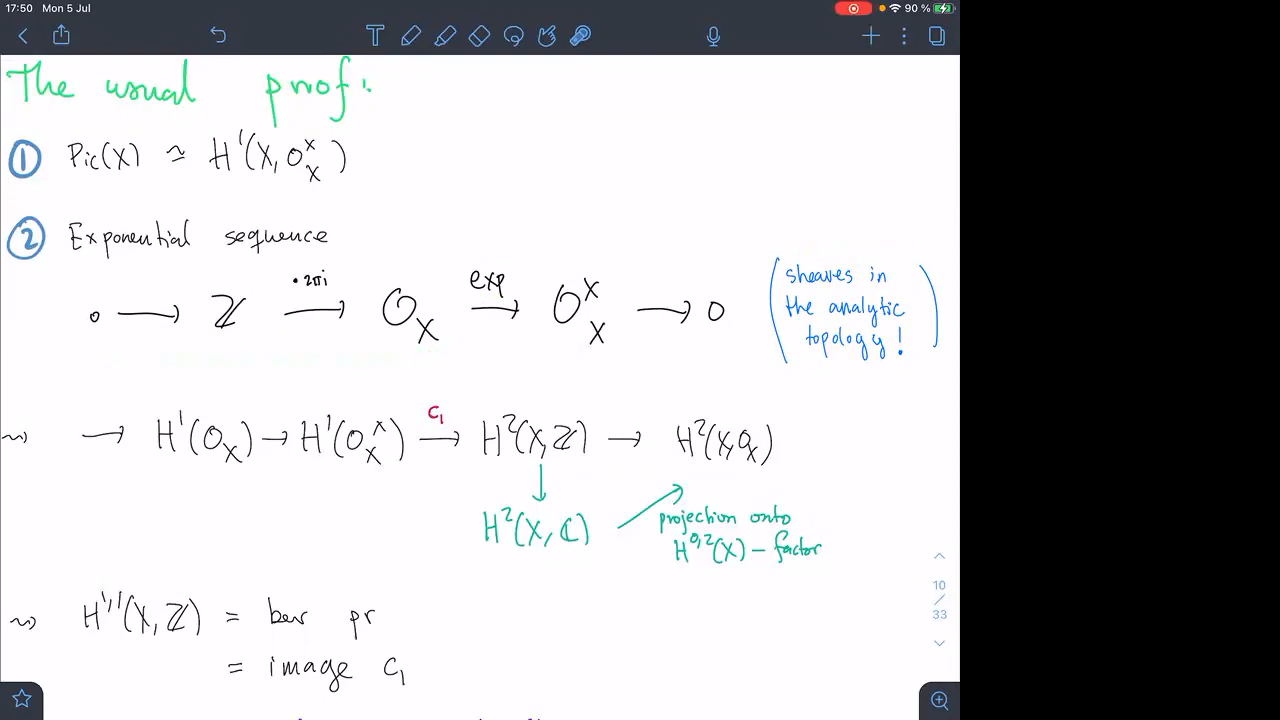 17:50 Mon 5 Jul
90 %
The usual proof:
① Pic(X) ≃ H¹(X, O_X^×)
② Exponential sequence
0 ⟶ ℤ —·2πi→ O_X —exp→ O_X^× ⟶ 0
(sheaves in
the analytic
topology!)
⇝ ⟶ H¹(O_X) → H¹(O_X^×) —c₁→ H²(X,ℤ) → H²(X,O_X)
↓
H²(X,ℂ) ↗ projection onto
H^{0,2}(X) – factor
10
/
33
⇝ H^{1,1}(X,ℤ) = ker pr
= image c₁